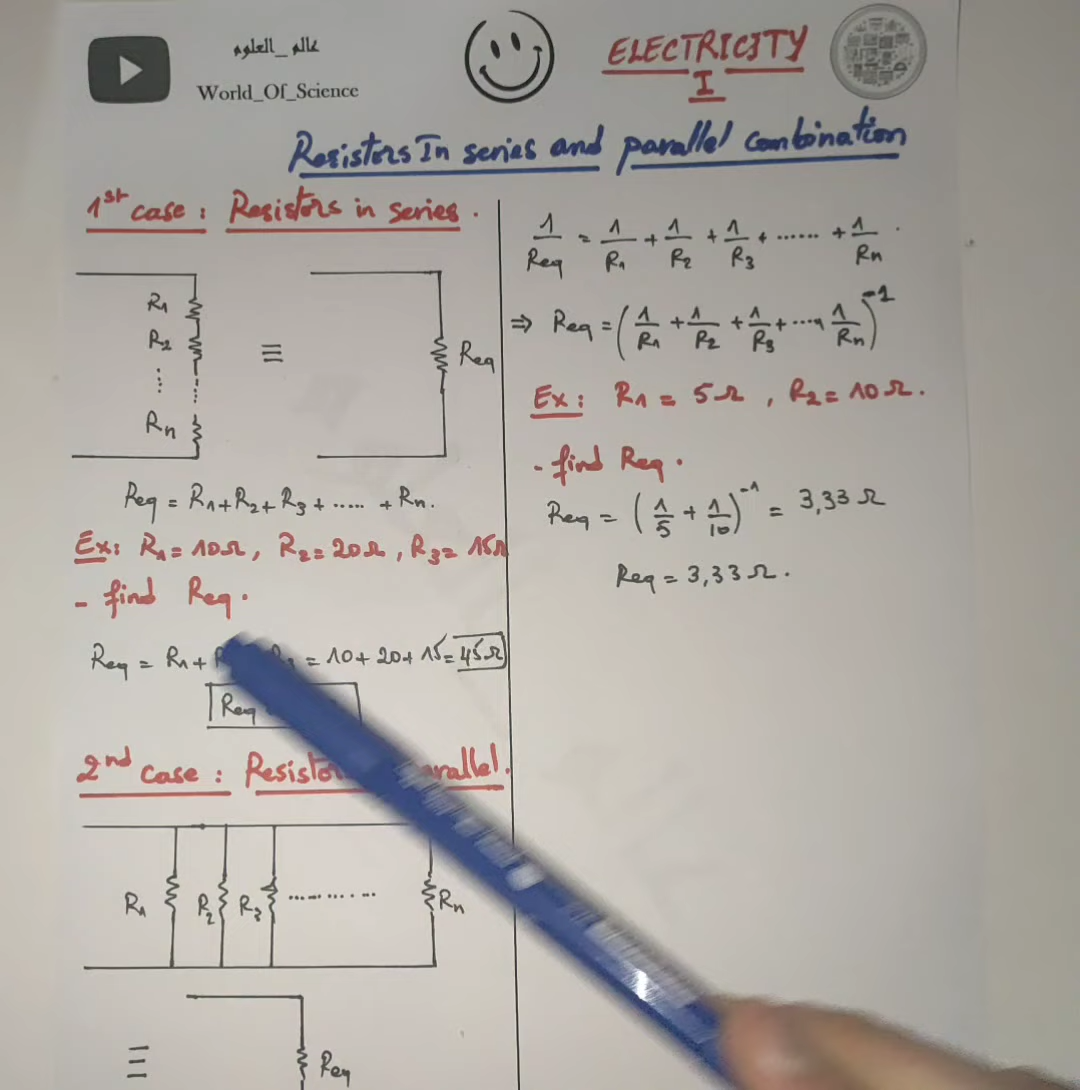 عالم_العلوم
World_Of_Science
ELECTRICITY
I
Resistors In series and parallel combination
1st case : Resistors in series .
R1
R2
....
Rn
≡
Req
Req = R1+R2+R3+.....+Rn.
Ex: R1=10Ω, R2=20Ω, R3=15Ω
- find Req.
Req = R1+ = 10+20+15=45Ω
Req
2nd case : 
R1 R2 R3 .......... Rn
≡ Req
1/Req = 1/R1 + 1/R2 + 1/R3 + ...... + 1/Rn .
⇒ Req = (1/R1 + 1/R2 + 1/R3 + .... 1/Rn)^-1
Ex: R1 = 5Ω , R2=10Ω.
- find Req.
Req = (1/5 + 1/10)^-1 = 3,33Ω
Req = 3,33Ω.